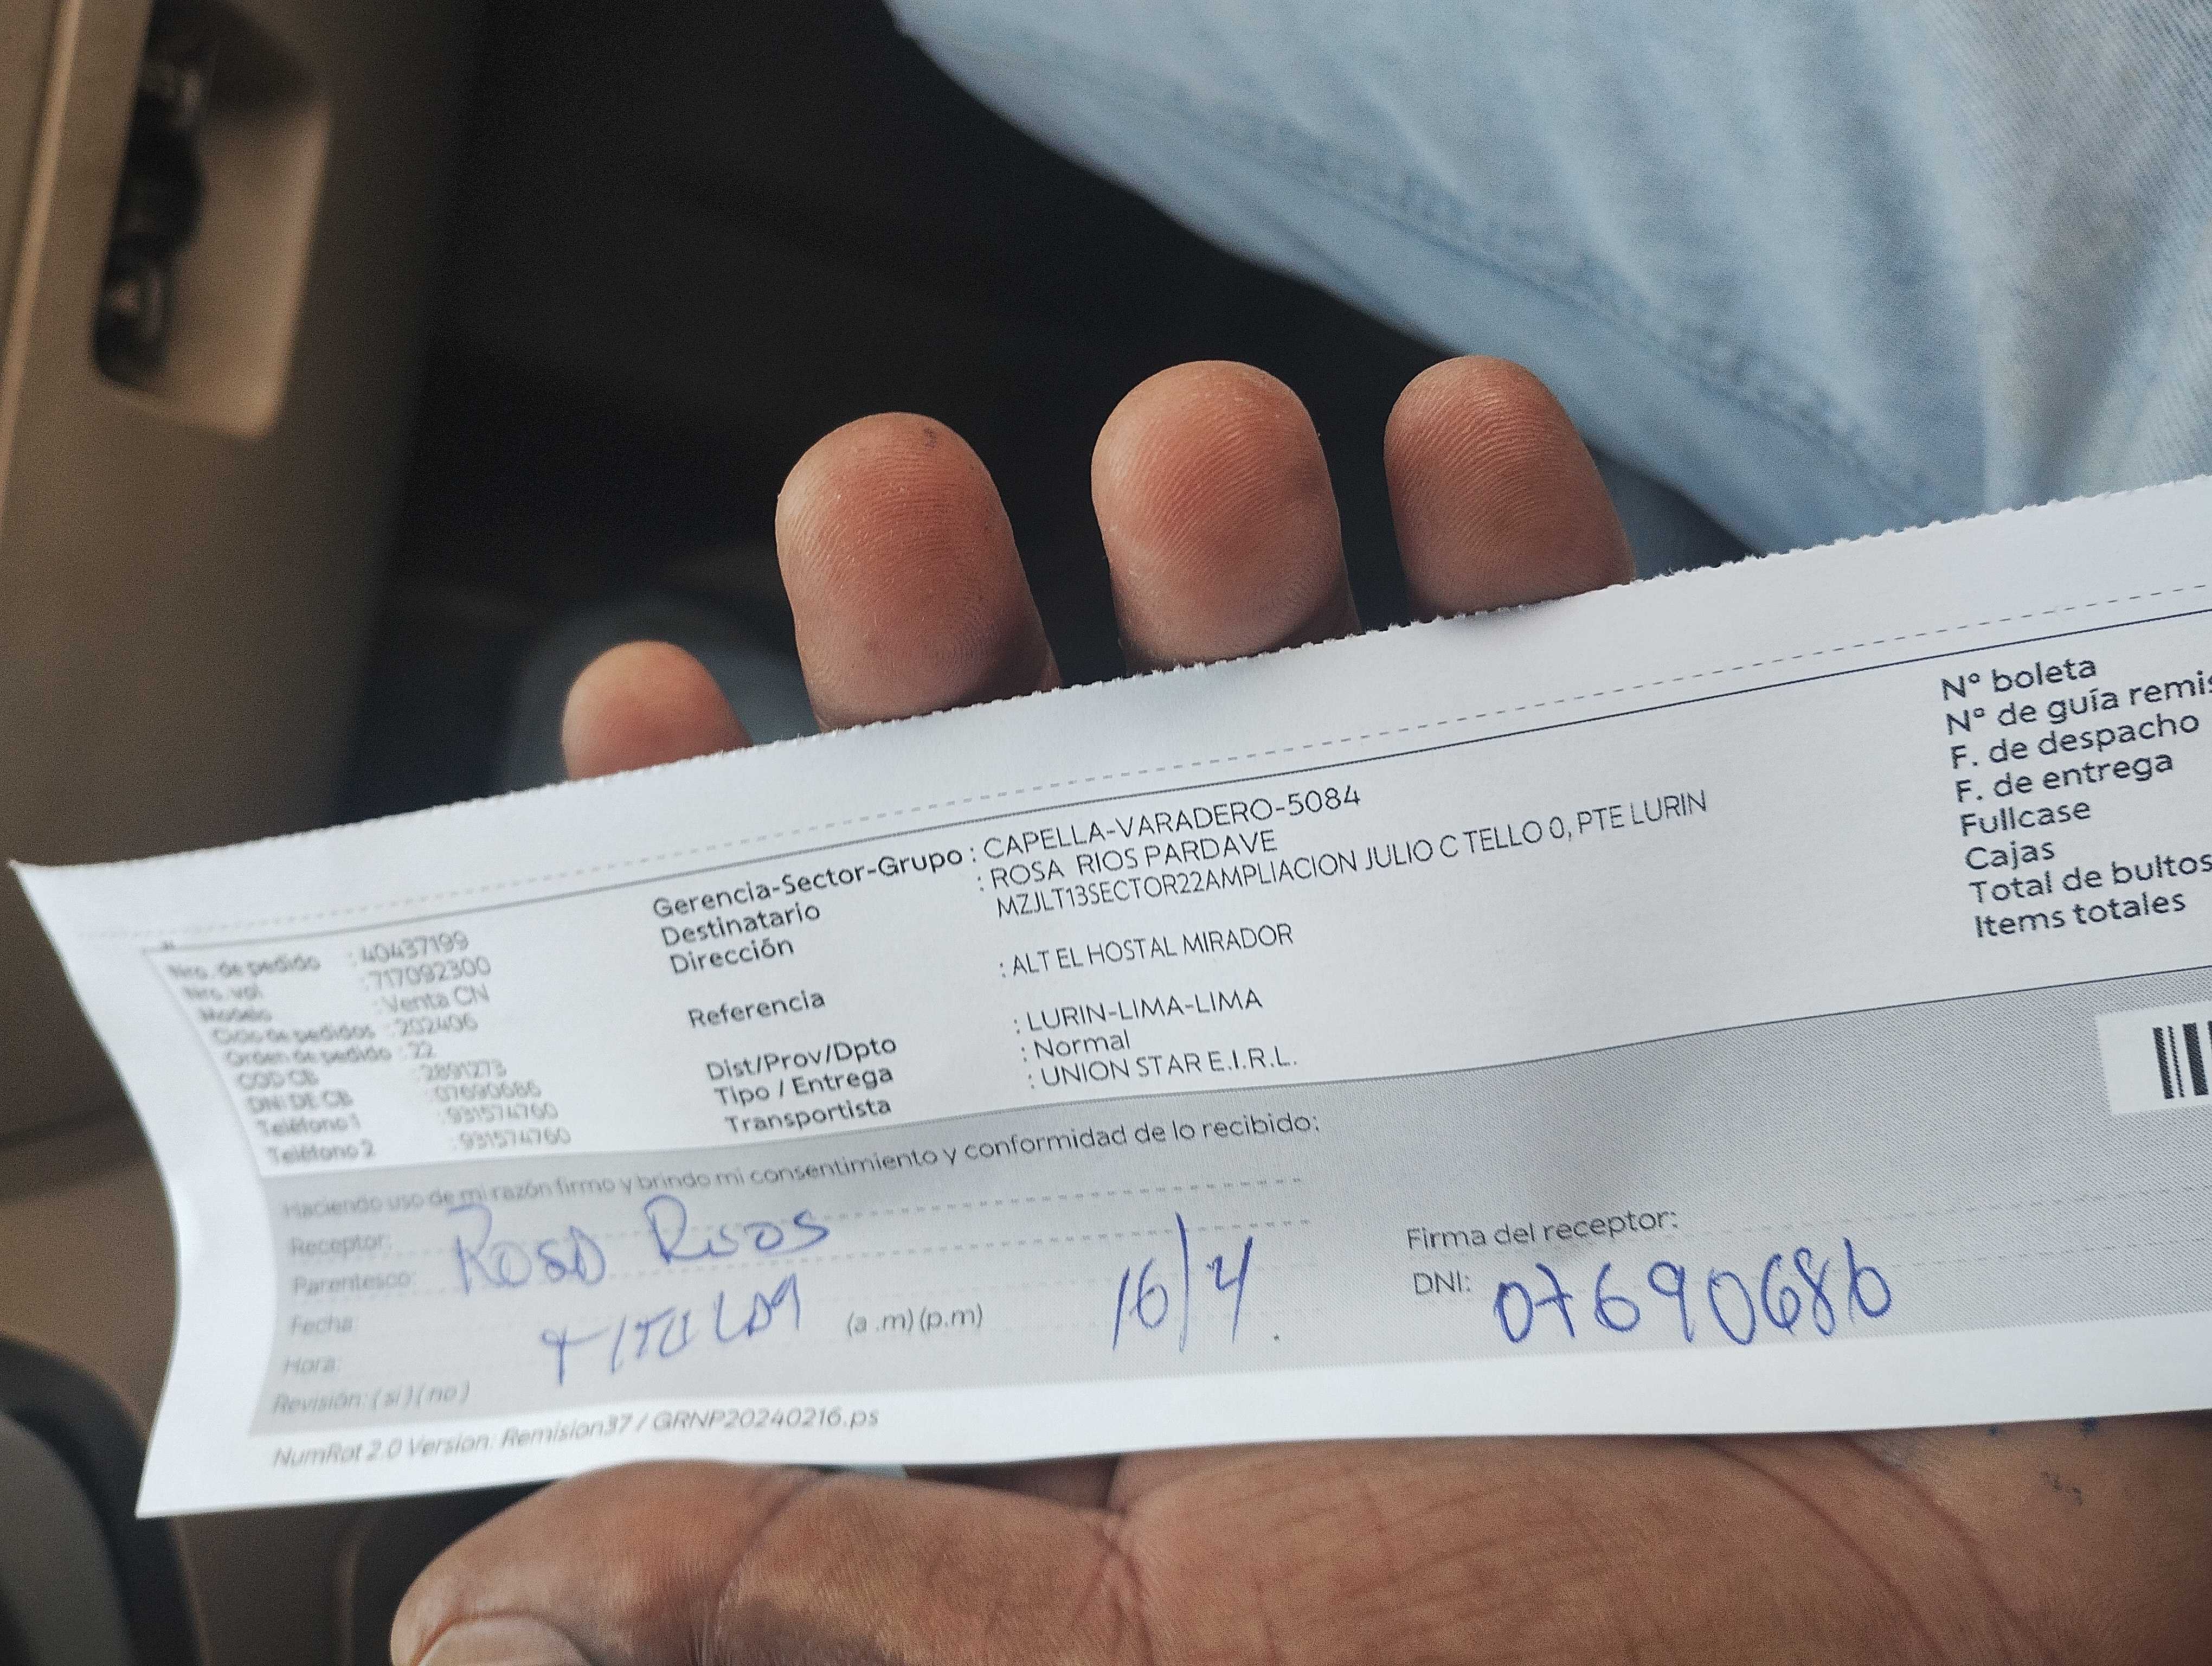 Nro. de pedido : 40437199
Nro. vol : 717092300
Modelo : Venta CN
Ciclo de pedidos : 202406
Orden de pedido : 22
COD CB : 2891273
DNI DE CB : 07690686
Teléfono 1 : 931574760
Teléfono 2 : 931574760
Gerencia-Sector-Grupo : CAPELLA-VARADERO-5084
Destinatario : ROSA RIOS PARDAVE
Dirección MZJLT13SECTOR22AMPLIACION JULIO C TELLO 0, PTE LURIN
Referencia : ALT EL HOSTAL MIRADOR
Dist/Prov/Dpto : LURIN-LIMA-LIMA
Tipo / Entrega : Normal
Transportista : UNION STAR E.I.R.L.
N° boleta
N° de guía remis
F. de despacho
F. de entrega
Fullcase
Cajas
Total de bultos
Items totales
Haciendo uso de mi razón firmo y brindo mi consentimiento y conformidad de lo recibido:
Receptor: Rosa Rios
Parentesco:
Fecha: TITULAR 16/4
Hora: (a .m) (p.m)
Revisión: ( si ) ( no )
Firma del receptor:
DNI: 07690686
NumRot 2.0 Version: Remision37 / GRNP20240216.ps